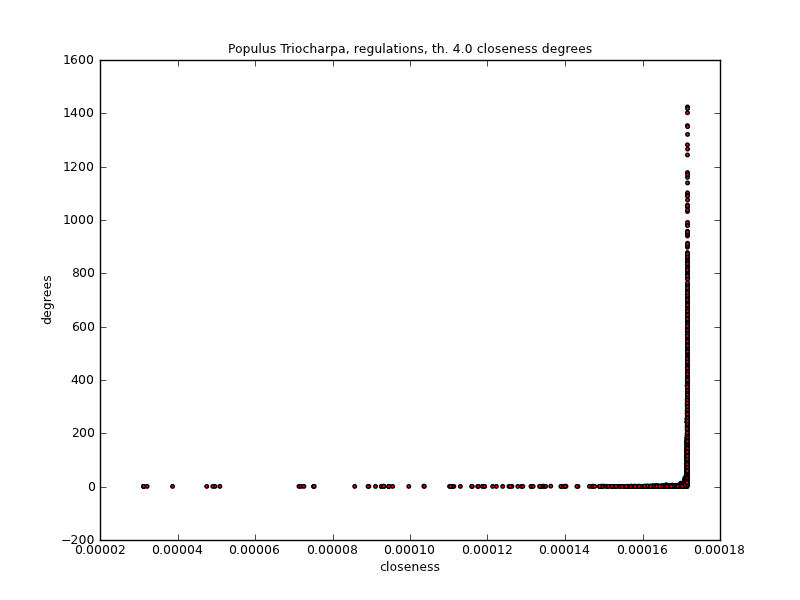 Populus Triocharpa, regulations, th. 4.0 closeness degrees
1600
1400
1200
1000
800
600
400
200
0
−200
degrees
0.00002 0.00004 0.00006 0.00008 0.00010 0.00012 0.00014 0.00016 0.00018
closeness